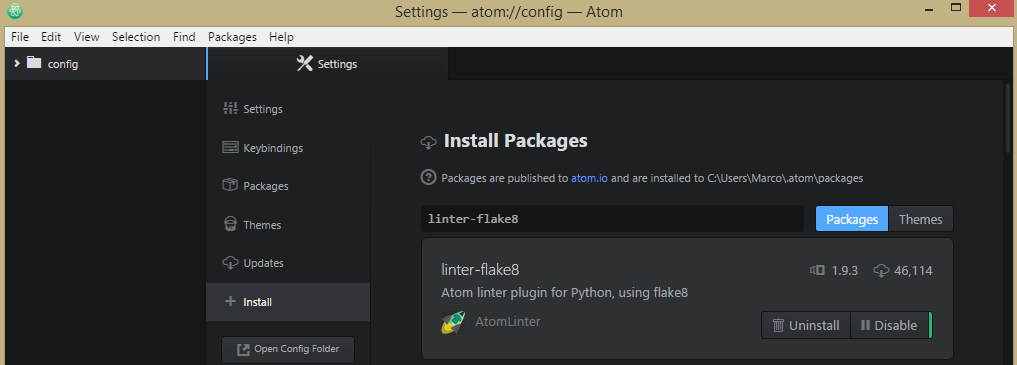 Settings — atom://config — Atom
File Edit View Selection Find Packages Help
config
Settings
Settings
Keybindings
Packages
Themes
Updates
Install
Open Config Folder
Install Packages
Packages are published to atom.io and are installed to C:\Users\Marco\.atom\packages
linter-flake8
Packages Themes
linter-flake8 1.9.3 46,114
Atom linter plugin for Python, using flake8
AtomLinter
Uninstall Disable